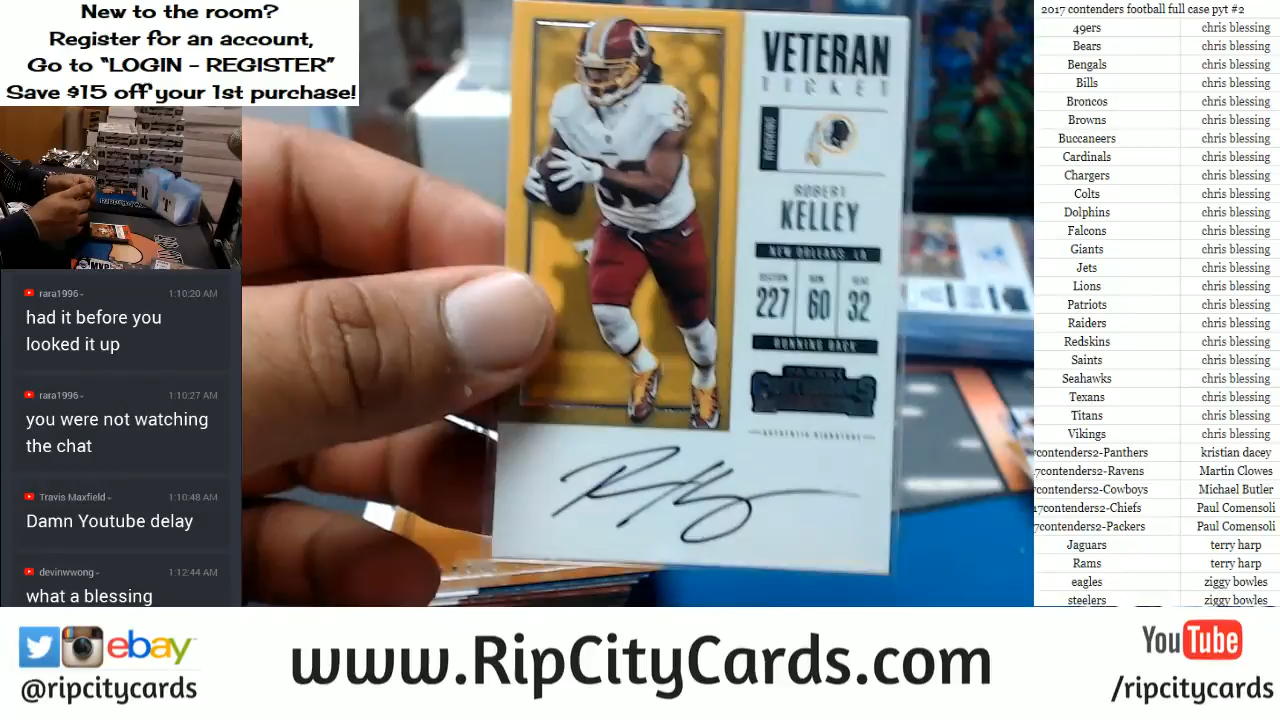 New to the room?
Register for an account,
Go to “LOGIN - REGISTER”
Save $15 off your 1st purchase!
rara1996 1:10:20 AM
had it before you
looked it up
rara1996 1:10:27 AM
you were not watching
the chat
Travis Maxfield 1:10:48 AM
Damn Youtube delay
devinwwong 1:12:44 AM
what a blessing
VETERAN
TICKET
REDSKINS
ROBERT
KELLEY
NEW ORLEANS, LA
SECTION ROW SEAT
227 60 32
RUNNING BACK
PANINI
CONTENDERS
AUTHENTIC SIGNATURE
2017 contenders football full case pyt #2
49ers chris blessing
Bears chris blessing
Bengals chris blessing
Bills chris blessing
Broncos chris blessing
Browns chris blessing
Buccaneers chris blessing
Cardinals chris blessing
Chargers chris blessing
Colts chris blessing
Dolphins chris blessing
Falcons chris blessing
Giants chris blessing
Jets chris blessing
Lions chris blessing
Patriots chris blessing
Raiders chris blessing
Redskins chris blessing
Saints chris blessing
Seahawks chris blessing
Texans chris blessing
Titans chris blessing
Vikings chris blessing
contenders2-Panthers kristian dacey
7contenders2-Ravens Martin Clowes
contenders2-Cowboys Michael Butler
7contenders2-Chiefs Paul Comensoli
contenders2-Packers Paul Comensoli
Jaguars terry harp
Rams terry harp
eagles ziggy bowles
steelers ziggy bowles
ebay
@ripcitycards
www.RipCityCards.com
YouTube
/ripcitycards